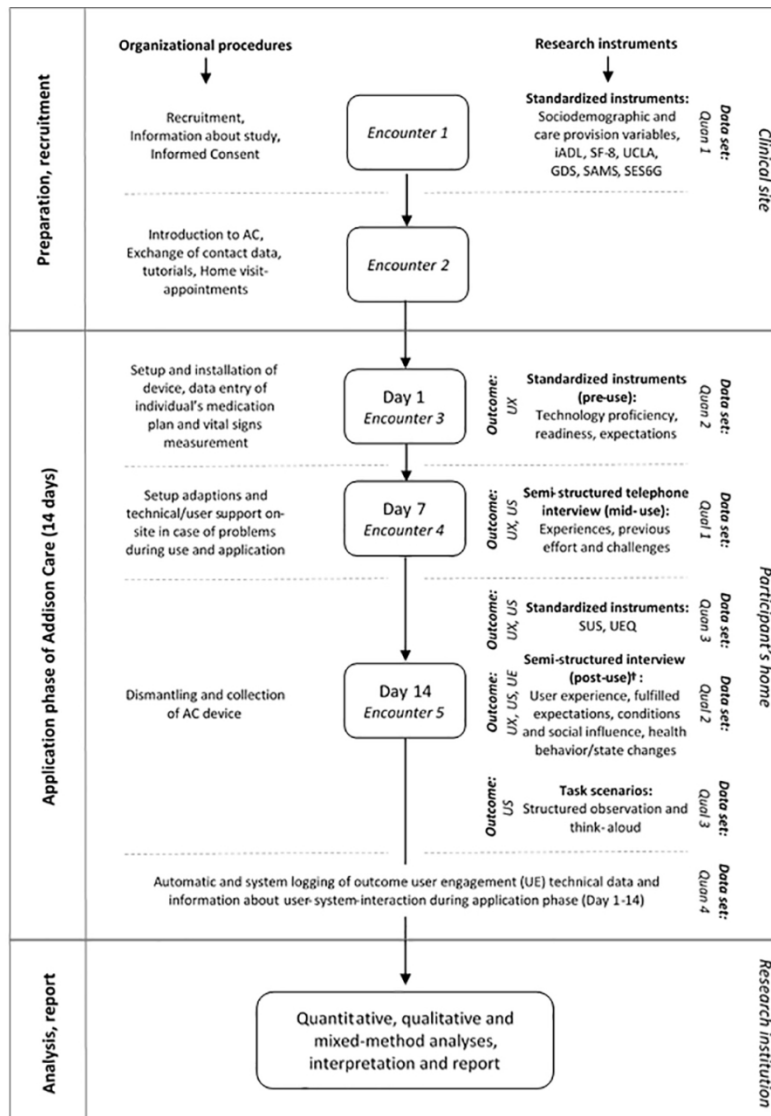 Organizational procedures
Research instruments
Preparation, recruitment
Recruitment,
Information about study,
Informed Consent
Encounter 1
Standardized instruments:
Sociodemographic and
care provision variables,
iADL, SF-8, UCLA,
GDS, SAMS, SES6G
Data set:
Quan 1
Clinical site
Introduction to AC,
Exchange of contact data,
tutorials, Home visit-
appointments
Encounter 2
Application phase of Addison Care (14 days)
Setup and installation of
device, data entry of
individual's medication
plan and vital signs
measurement
Day 1
Encounter 3
Outcome:
UX
Standardized instruments
(pre-use):
Technology proficiency,
readiness, expectations
Data set:
Quan 2
Participant's home
Setup adaptions and
technical/user support on-
site in case of problems
during use and application
Day 7
Encounter 4
Outcome:
UX, US
Semi-structured telephone
interview (mid-use):
Experiences, previous
effort and challenges
Data set:
Qual 1
Outcome:
UX, US
Standardized instruments:
SUS, UEQ
Data set:
Quan 3
Dismantling and collection
of AC device
Day 14
Encounter 5
Outcome:
UX, US, UE
Semi-structured interview
(post-use)† :
User experience, fulfilled
expectations, conditions
and social influence, health
behavior/state changes
Data set:
Qual 2
Outcome:
US
Task scenarios:
Structured observation and
think-aloud
Data set:
Qual 3
Automatic and system logging of outcome user engagement (UE) technical data and
information about user-system-interaction during application phase (Day 1-14)
Data set:
Quan 4
Analysis, report
Quantitative, qualitative and
mixed-method analyses,
interpretation and report
Research institution